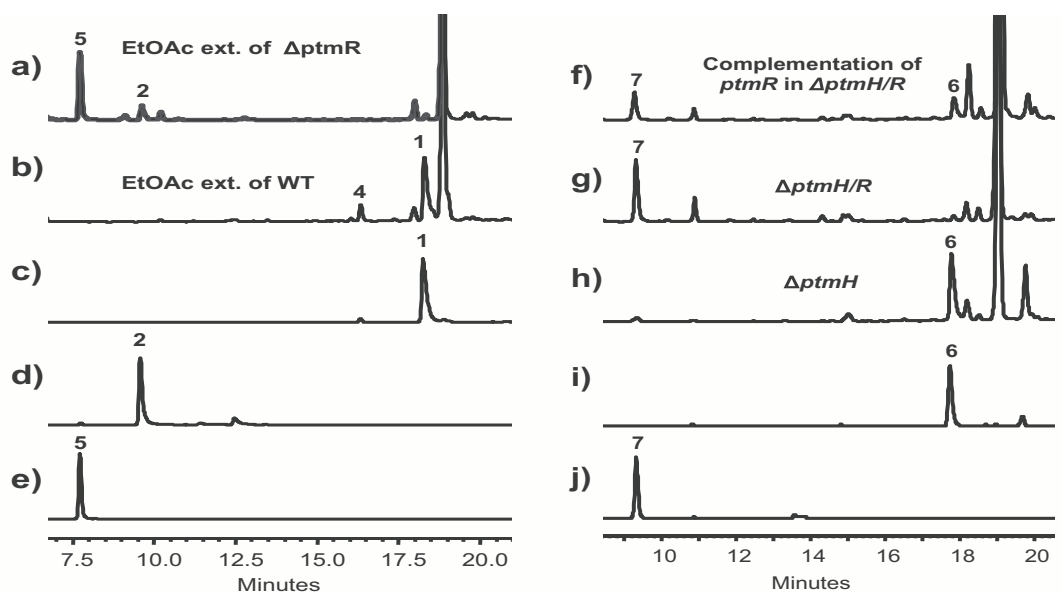 5
EtOAc ext. of ΔptmR
a)
2
1
b)
EtOAc ext. of WT
4
1
c)
2
d)
5
e)
7.5 10.0 12.5 15.0 17.5 20.0
Minutes
f)
7
Complementation of
ptmR in ΔptmH/R
6
7
g)
ΔptmH/R
6
h)
ΔptmH
6
i)
7
j)
10 12 14 16 18 20
Minutes